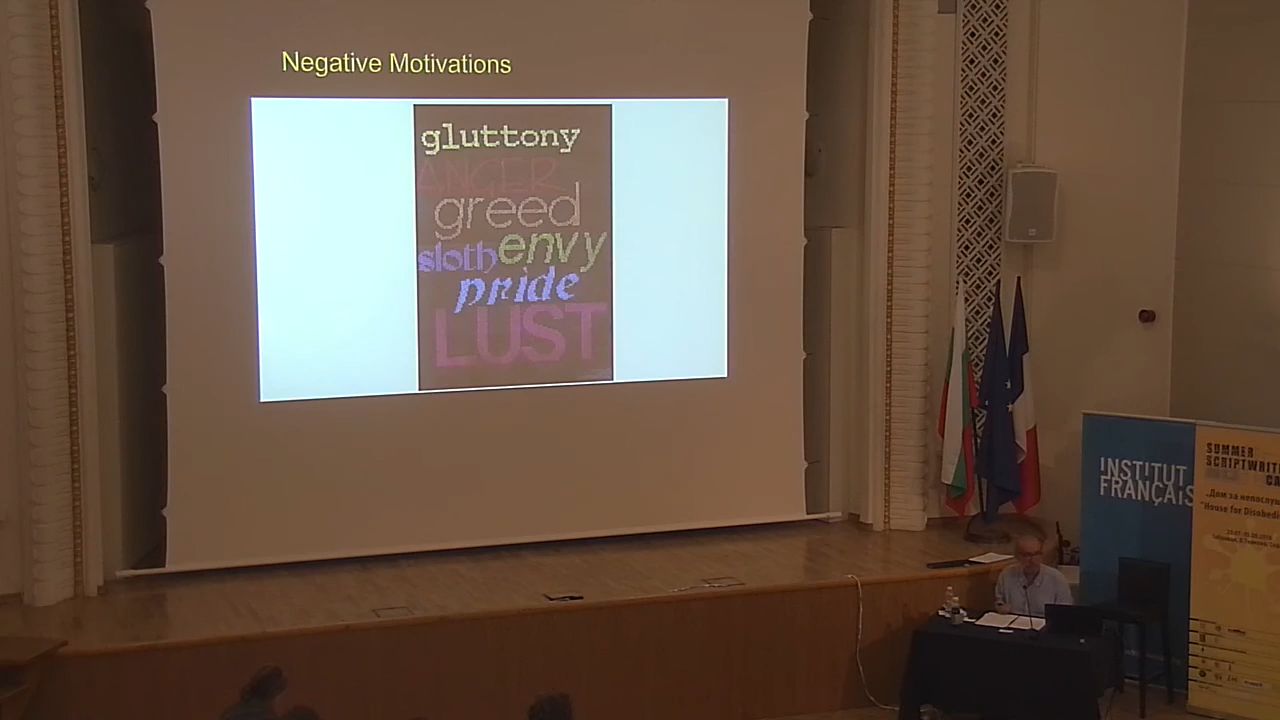 Negative Motivations
gluttony
ANGER
greed
sloth envy
pride
LUST
INSTITUT
FRANÇAIS
SUMMER
SCRIPTWRITI
CA
„Дом за непослуш
"House for Disobedi